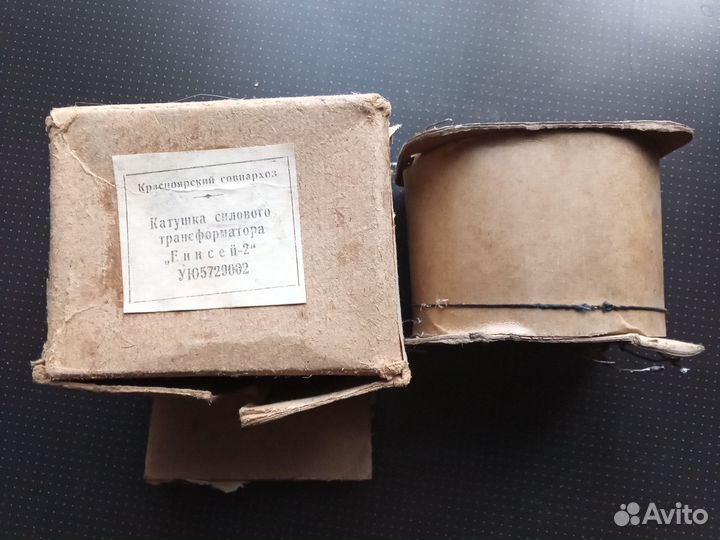 Красноярский совнархоз
Катушка силового
трансформатора
„Енисей-2“
УЮ5729002
Avito